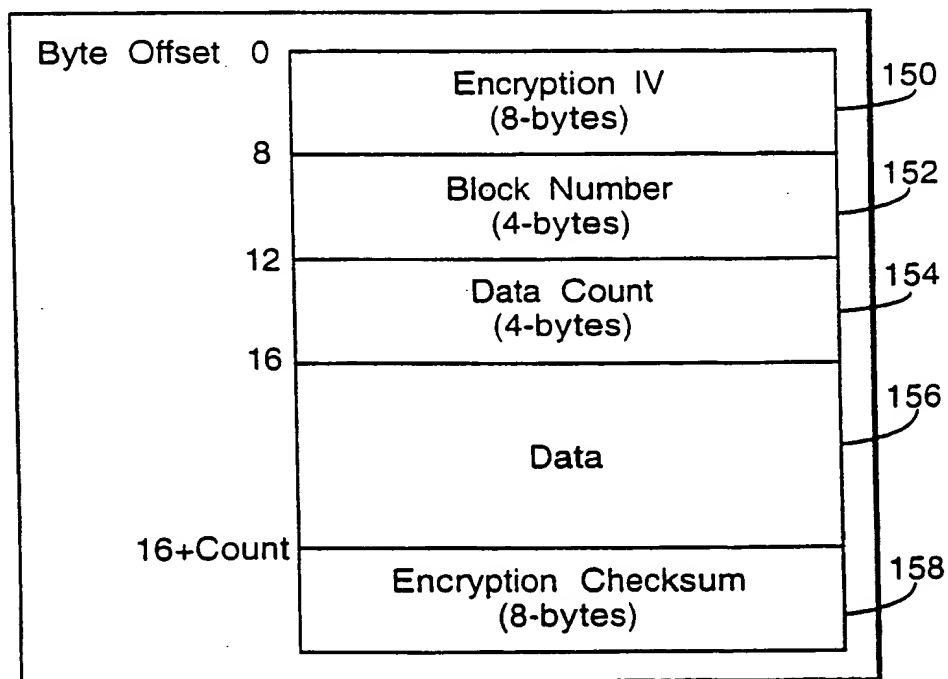 Byte Offset 0
Encryption IV
(8-bytes)
150
8
Block Number
(4-bytes)
152
12
Data Count
(4-bytes)
154
16
Data
156
16+Count
Encryption Checksum
(8-bytes)
158